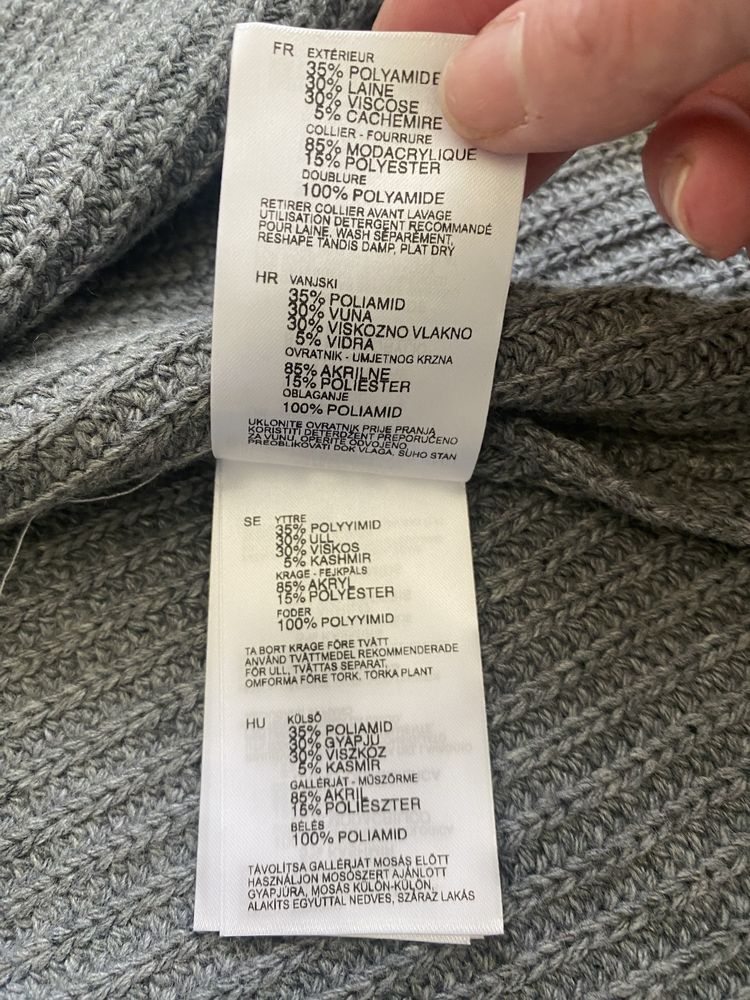 FR EXTÉRIEUR
35% POLYAMIDE
30% LAINE
30% VISCOSE
5% CACHEMIRE
COLLIER - FOURRURE
85% MODACRYLIQUE
15% POLYESTER
DOUBLURE
100% POLYAMIDE
RETIRER COLLIER AVANT LAVAGE
UTILISATION DETERGENT RECOMMANDÉ
POUR LAINE, WASH SÉPARÉMENT,
RESHAPE TANDIS DAMP, PLAT DRY
HR VANJSKI
35% POLIAMID
30% VUNA
30% VISKOZNO VLAKNO
5% VIDRA
OVRATNIK - UMJETNOG KRZNA
85% AKRILNE
15% POLIESTER
OBLAGANJE
100% POLIAMID
UKLONITE OVRATNIK PRIJE PRANJA
KORISTITI DETERDŽENT PREPORUČENO
ZA VUNU, OPERITE ODVOJENO
PREOBLIKOVATI DOK VLAGA, SUHO STAN
SE YTTRE
35% POLYYIMID
30% ULL
30% VISKOS
5% KASHMIR
KRAGE - FEJKPÄLS
85% AKRYL
15% POLYESTER
FODER
100% POLYYIMID
TA BORT KRAGE FÖRE TVÄTT
ANVÄND TVÄTTMEDEL REKOMMENDERADE
FÖR ULL, TVÄTTAS SEPARAT,
OMFORMA FÖRE TORK, TORKA PLANT
HU KÜLSŐ
35% POLIAMID
30% GYAPJÚ
30% VISZKÓZ
5% KASMÍR
GALLÉRJÁT - MŰSZŐRME
85% AKRIL
15% POLIÉSZTER
BÉLÉS
100% POLIAMID
TÁVOLÍTSA GALLÉRJÁT MOSÁS ELŐTT
HASZNÁLJON MOSÓSZERT AJÁNLOTT
GYAPJÚRA, MOSÁS KÜLÖN-KÜLÖN,
ALAKÍTS EGYÚTTAL NEDVES, SZÁRAZ LAKÁS